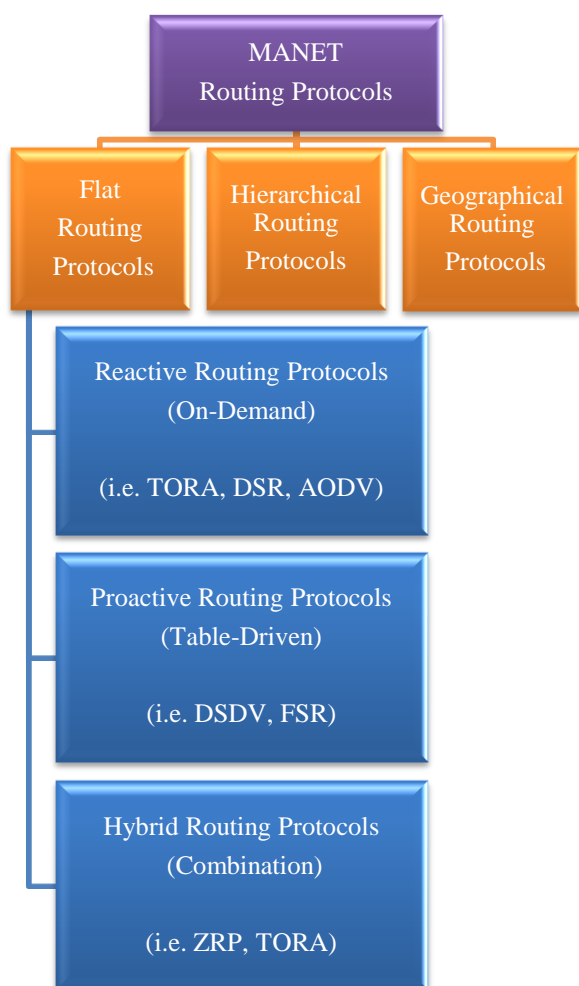 MANET
Routing Protocols
Flat
Routing
Protocols
Hierarchical
Routing
Protocols
Geographical
Routing
Protocols
Reactive Routing Protocols
(On-Demand)
(i.e. TORA, DSR, AODV)
Proactive Routing Protocols
(Table-Driven)
(i.e. DSDV, FSR)
Hybrid Routing Protocols
(Combination)
(i.e. ZRP, TORA)